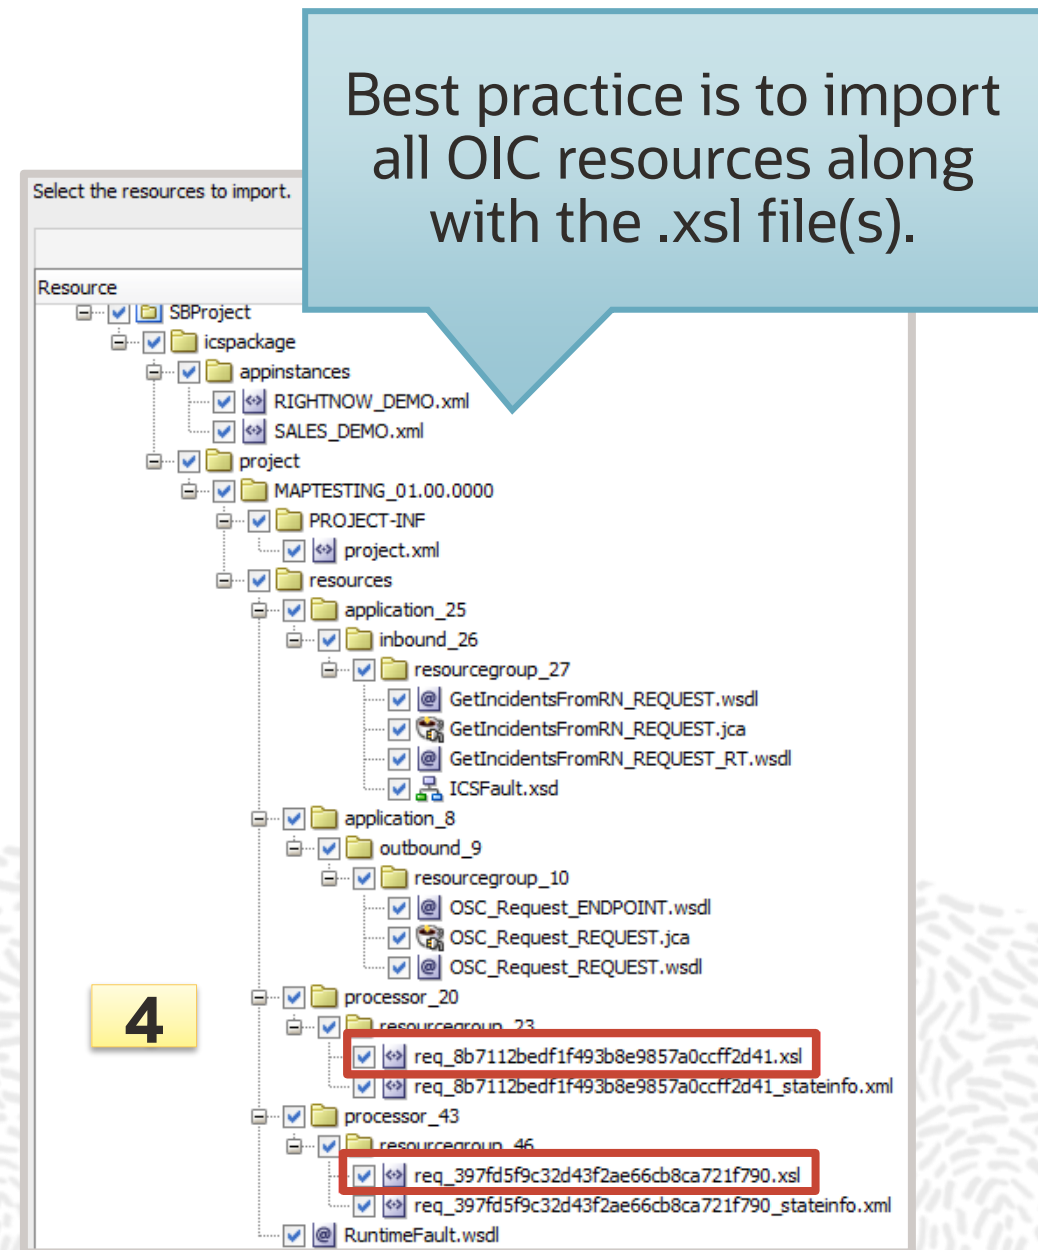 Best practice is to import
all OIC resources along
with the .xsl file(s).
Select the resources to import.
Resource
SBProject
icspackage
appinstances
RIGHTNOW_DEMO.xml
SALES_DEMO.xml
project
MAPTESTING_01.00.0000
PROJECT-INF
project.xml
resources
application_25
inbound_26
resourcegroup_27
GetIncidentsFromRN_REQUEST.wsdl
GetIncidentsFromRN_REQUEST.jca
GetIncidentsFromRN_REQUEST_RT.wsdl
ICSFault.xsd
application_8
outbound_9
resourcegroup_10
OSC_Request_ENDPOINT.wsdl
OSC_Request_REQUEST.jca
OSC_Request_REQUEST.wsdl
4
processor_20
resourcegroup_23
req_8b7112bedf1f493b8e9857a0ccff2d41.xsl
req_8b7112bedf1f493b8e9857a0ccff2d41_stateinfo.xml
processor_43
resourcegroup_46
req_397fd5f9c32d43f2ae66cb8ca721f790.xsl
req_397fd5f9c32d43f2ae66cb8ca721f790_stateinfo.xml
RuntimeFault.wsdl